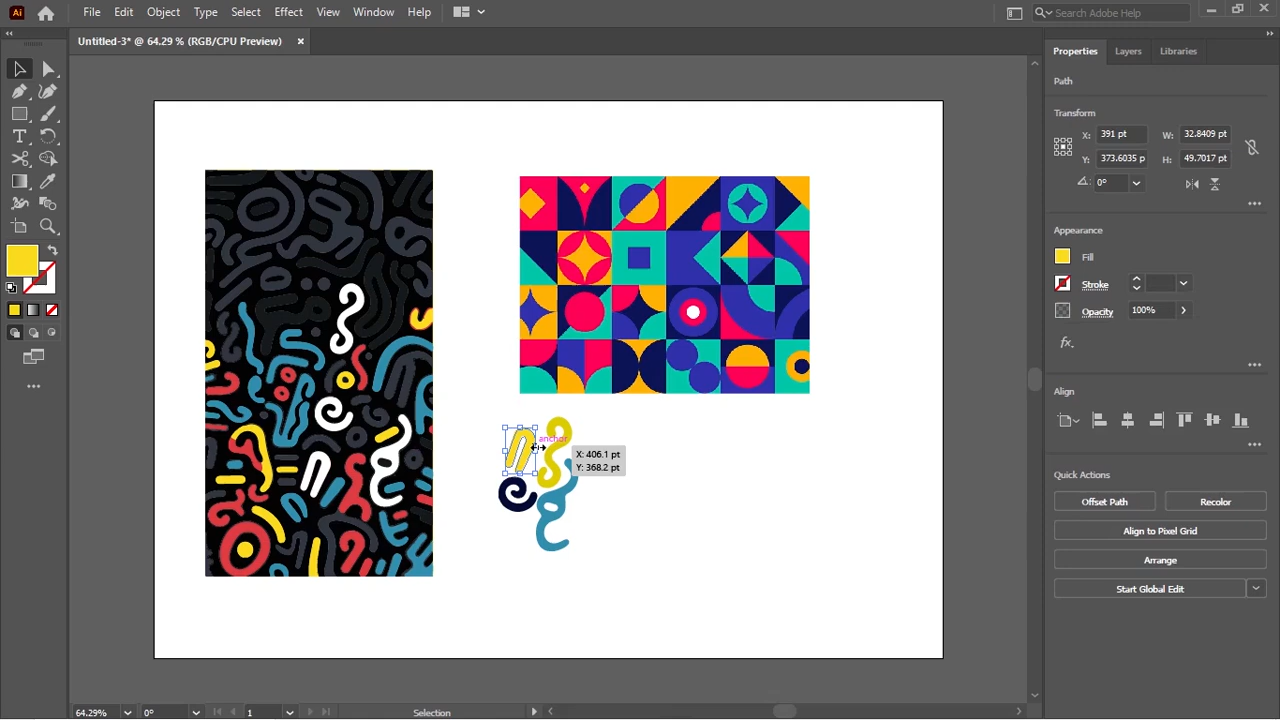 Ai File Edit Object Type Select Effect View Window Help Search Adobe Help
Untitled-3* @ 64.29 % (RGB/CPU Preview)
T
Properties Layers Libraries
Path
Transform
X: 391 pt W: 32.8409 pt
Y: 373.6035 p H: 49.7017 pt
0°
Appearance
Fill
Stroke
Opacity 100%
fx.
Align
Quick Actions
Offset Path Recolor
Align to Pixel Grid
Arrange
Start Global Edit
anchor
X: 406.1 pt
Y: 368.2 pt
64.29% 0° 1 Selection